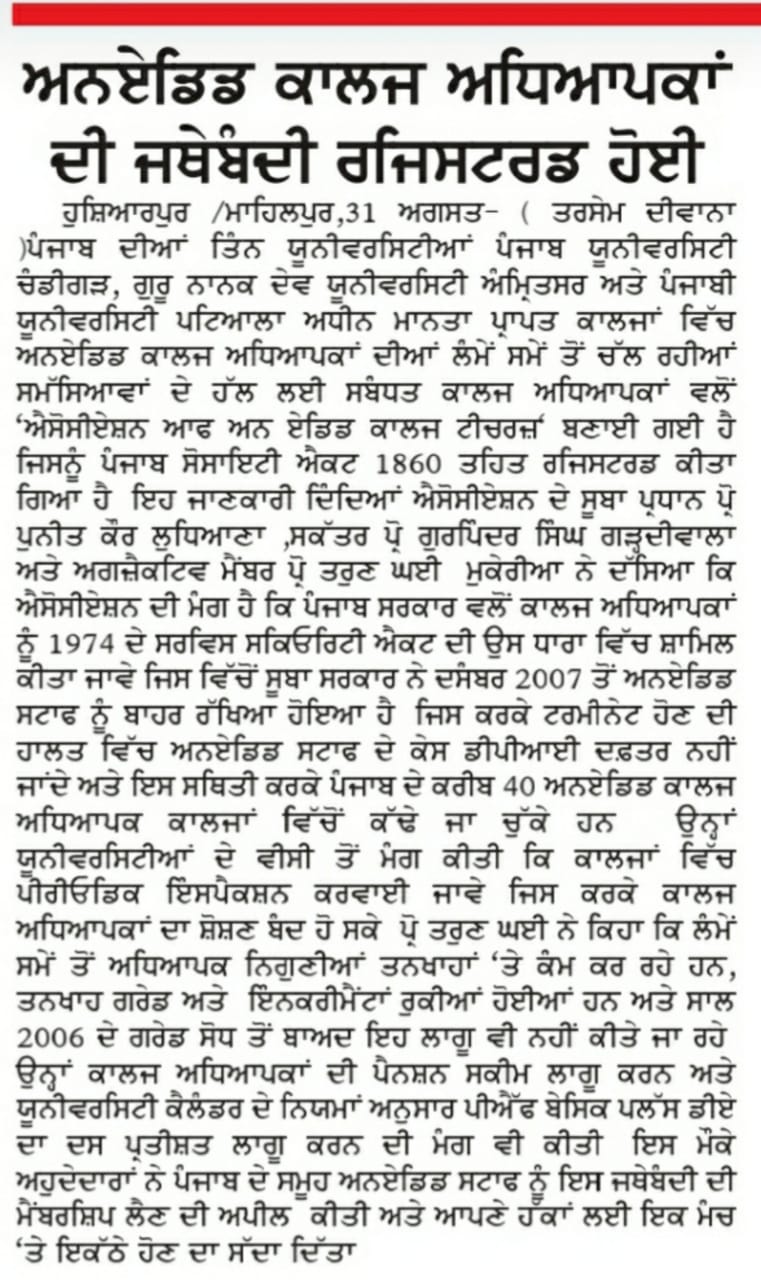 ਅਨਏਡਿਡ ਕਾਲਜ ਅਧਿਆਪਕਾਂ
ਦੀ ਜਥੇਬੰਦੀ ਰਜਿਸਟਰਡ ਹੋਈ
ਹੁਸ਼ਿਆਰਪੁਰ /ਮਾਹਿਲਪੁਰ,31 ਅਗਸਤ- ( ਤਰਸੇਮ ਦੀਵਾਨਾ
)ਪੰਜਾਬ ਦੀਆਂ ਤਿੰਨ ਯੂਨੀਵਰਸਿਟੀਆਂ ਪੰਜਾਬ ਯੂਨੀਵਰਸਿਟੀ
ਚੰਡੀਗੜ, ਗੁਰੂ ਨਾਨਕ ਦੇਵ ਯੂਨੀਵਰਸਿਟੀ ਅੰਮ੍ਰਿਤਸਰ ਅਤੇ ਪੰਜਾਬੀ
ਯੂਨੀਵਰਸਿਟੀ ਪਟਿਆਲਾ ਅਧੀਨ ਮਾਨਤਾ ਪ੍ਰਾਪਤ ਕਾਲਜਾਂ ਵਿੱਚ
ਅਨਏਡਿਡ ਕਾਲਜ ਅਧਿਆਪਕਾਂ ਦੀਆਂ ਲੰਮੇਂ ਸਮੇਂ ਤੋਂ ਚੱਲ ਰਹੀਆਂ
ਸਮੱਸਿਆਵਾਂ ਦੇ ਹੱਲ ਲਈ ਸਬੰਧਤ ਕਾਲਜ ਅਧਿਆਪਕਾਂ ਵਲੋਂ
‘ਐਸੋਸੀਏਸ਼ਨ ਆਫ ਅਨ ਏਡਿਡ ਕਾਲਜ ਟੀਚਰਜ਼‘ ਬਣਾਈ ਗਈ ਹੈ
ਜਿਸਨੂੰ ਪੰਜਾਬ ਸੋਸਾਇਟੀ ਐਕਟ 1860 ਤਹਿਤ ਰਜਿਸਟਰਡ ਕੀਤਾ
ਗਿਆ ਹੈ ਇਹ ਜਾਣਕਾਰੀ ਦਿੰਦਿਆਂ ਐਸੋਸੀਏਸ਼ਨ ਦੇ ਸੂਬਾ ਪ੍ਰਧਾਨ ਪ੍ਰੋ
ਪੁਨੀਤ ਕੌਰ ਲੁਧਿਆਣਾ ,ਸਕੱਤਰ ਪ੍ਰੋ ਗੁਰਪਿੰਦਰ ਸਿੰਘ ਗੜ੍ਹਦੀਵਾਲਾ
ਅਤੇ ਅਗਜ਼ੈਕਟਿਵ ਮੈਂਬਰ ਪ੍ਰੋ ਤਰੁਣ ਘਈ ਮੁਕੇਰੀਆ ਨੇ ਦੱਸਿਆ ਕਿ
ਐਸੋਸੀਏਸ਼ਨ ਦੀ ਮੰਗ ਹੈ ਕਿ ਪੰਜਾਬ ਸਰਕਾਰ ਵਲੋਂ ਕਾਲਜ ਅਧਿਆਪਕਾਂ
ਨੂੰ 1974 ਦੇ ਸਰਵਿਸ ਸਕਿਓਰਿਟੀ ਐਕਟ ਦੀ ਉਸ ਧਾਰਾ ਵਿੱਚ ਸ਼ਾਮਿਲ
ਕੀਤਾ ਜਾਵੇ ਜਿਸ ਵਿੱਚੋਂ ਸੂਬਾ ਸਰਕਾਰ ਨੇ ਦਸੰਬਰ 2007 ਤੋਂ ਅਨਏਡਿਡ
ਸਟਾਫ ਨੂੰ ਬਾਹਰ ਰੱਖਿਆ ਹੋਇਆ ਹੈ ਜਿਸ ਕਰਕੇ ਟਰਮੀਨੇਟ ਹੋਣ ਦੀ
ਹਾਲਤ ਵਿੱਚ ਅਨਏਡਿਡ ਸਟਾਫ ਦੇ ਕੇਸ ਡੀਪੀਆਈ ਦਫ਼ਤਰ ਨਹੀਂ
ਜਾਂਦੇ ਅਤੇ ਇਸ ਸਥਿਤੀ ਕਰਕੇ ਪੰਜਾਬ ਦੇ ਕਰੀਬ 40 ਅਨਏਡਿਡ ਕਾਲਜ
ਅਧਿਆਪਕ ਕਾਲਜਾਂ ਵਿੱਚੋਂ ਕੱਢੇ ਜਾ ਚੁੱਕੇ ਹਨ ਉਨ੍ਹਾਂ
ਯੂਨੀਵਰਸਿਟੀਆਂ ਦੇ ਵੀਸੀ ਤੋਂ ਮੰਗ ਕੀਤੀ ਕਿ ਕਾਲਜਾਂ ਵਿੱਚ
ਪੀਰੀਓਡਿਕ ਇੰਸਪੈਕਸ਼ਨ ਕਰਵਾਈ ਜਾਵੇ ਜਿਸ ਕਰਕੇ ਕਾਲਜ
ਅਧਿਆਪਕਾਂ ਦਾ ਸ਼ੋਸ਼ਣ ਬੰਦ ਹੋ ਸਕੇ ਪ੍ਰੋ ਤਰੁਣ ਘਈ ਨੇ ਕਿਹਾ ਕਿ ਲੰਮੇਂ
ਸਮੇਂ ਤੋਂ ਅਧਿਆਪਕ ਨਿਗੁਣੀਆਂ ਤਨਖਾਹਾਂ ‘ਤੇ ਕੰਮ ਕਰ ਰਹੇ ਹਨ,
ਤਨਖਾਹ ਗਰੇਡ ਅਤੇ ਇੰਨਕਰੀਮੈਂਟਾਂ ਰੁਕੀਆਂ ਹੋਈਆਂ ਹਨ ਅਤੇ ਸਾਲ
2006 ਦੇ ਗਰੇਡ ਸੋਧ ਤੋਂ ਬਾਅਦ ਇਹ ਲਾਗੂ ਵੀ ਨਹੀਂ ਕੀਤੇ ਜਾ ਰਹੇ
ਉਨ੍ਹਾਂ ਕਾਲਜ ਅਧਿਆਪਕਾਂ ਦੀ ਪੈਨਸ਼ਨ ਸਕੀਮ ਲਾਗੂ ਕਰਨ ਅਤੇ
ਯੂਨੀਵਰਸਿਟੀ ਕੈਲੰਡਰ ਦੇ ਨਿਯਮਾਂ ਅਨੁਸਾਰ ਪੀਐੱਫ ਬੇਸਿਕ ਪਲੱਸ ਡੀਏ
ਦਾ ਦਸ ਪ੍ਰਤੀਸ਼ਤ ਲਾਗੂ ਕਰਨ ਦੀ ਮੰਗ ਵੀ ਕੀਤੀ ਇਸ ਮੌਕੇ
ਅਹੁਦੇਦਾਰਾਂ ਨੇ ਪੰਜਾਬ ਦੇ ਸਮੂਹ ਅਨਏਡਿਡ ਸਟਾਫ ਨੂੰ ਇਸ ਜਥੇਬੰਦੀ ਦੀ
ਮੈਂਬਰਸ਼ਿਪ ਲੈਣ ਦੀ ਅਪੀਲ ਕੀਤੀ ਅਤੇ ਆਪਣੇ ਹੱਕਾਂ ਲਈ ਇਕ ਮੰਚ
‘ਤੇ ਇਕੱਠੇ ਹੋਣ ਦਾ ਸੱਦਾ ਦਿੱਤਾ